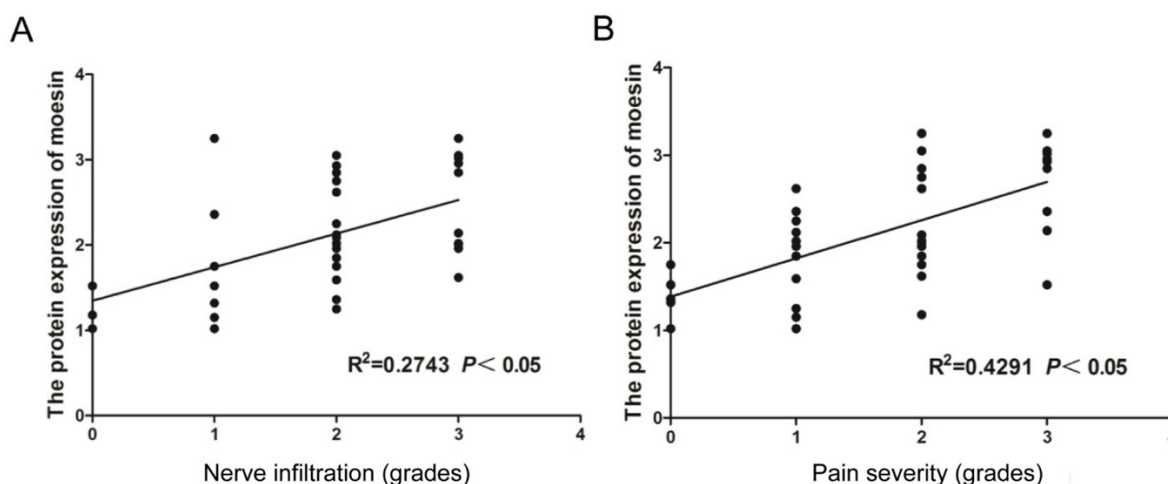 A
The protein expression of moesin
4
3
2
1
0
0 1 2 3 4
R²=0.2743 P< 0.05
Nerve infiltration (grades)
B
The protein expression of moesin
4
3
2
1
0
0 1 2 3
R²=0.4291 P< 0.05
Pain severity (grades)